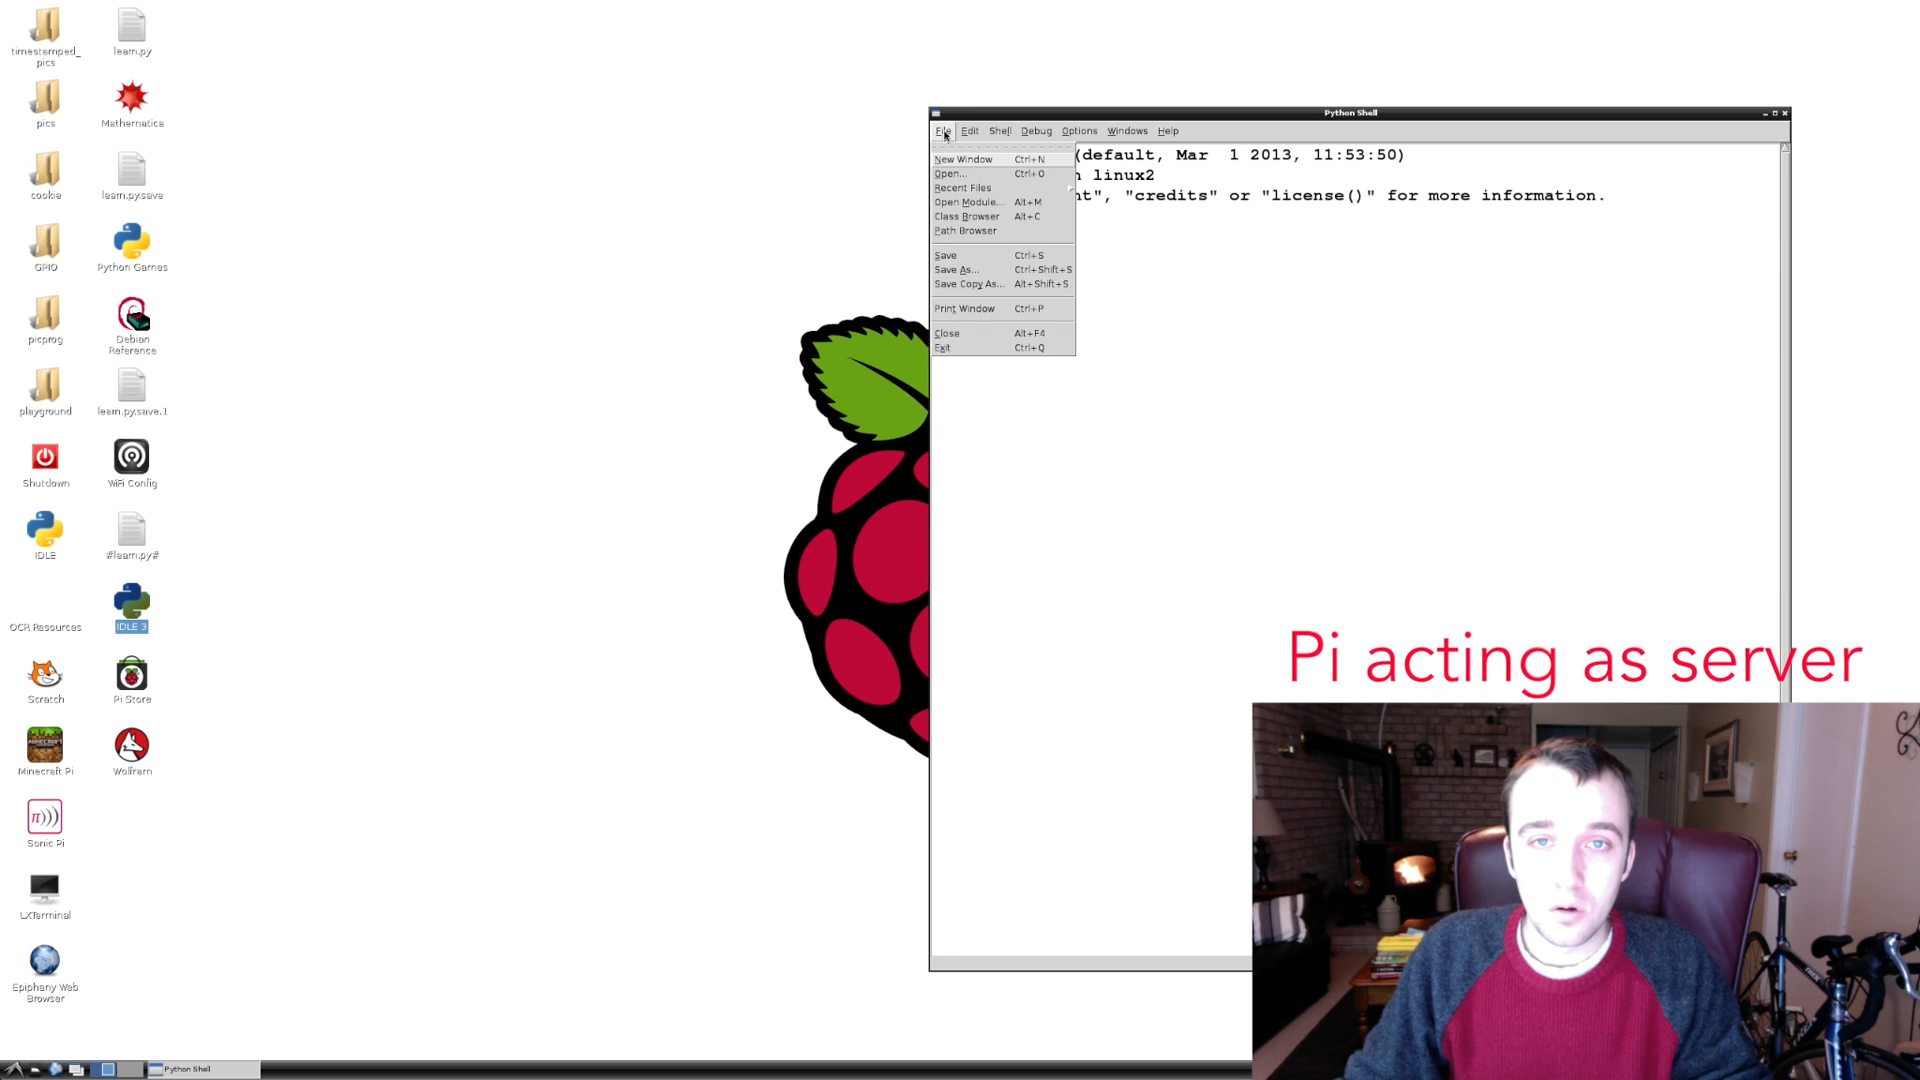 timestamped_
pics
learn.py
pics
Mathematica
cookie
learn.py.save
GPIO
Python Games
picprog
Debian
Reference
playground
learn.py.save.1
Shutdown
WiFi Config
IDLE
#learn.py#
OCR Resources
IDLE 3
Scratch
Pi Store
MINECRAFT
Minecraft Pi
Wolfram
π)))
Sonic Pi
LXTerminal
Epiphany Web
Browser
Python Shell
File Edit Shell Debug Options Windows Help
New Window Ctrl+N
Open... Ctrl+O
Recent Files
Open Module... Alt+M
Class Browser Alt+C
Path Browser
Save Ctrl+S
Save As... Ctrl+Shift+S
Save Copy As... Alt+Shift+S
Print Window Ctrl+P
Close Alt+F4
Exit Ctrl+Q
(default, Mar 1 2013, 11:53:50)
linux2
", "credits" or "license()" for more information.
Pi acting as server
Python Shell